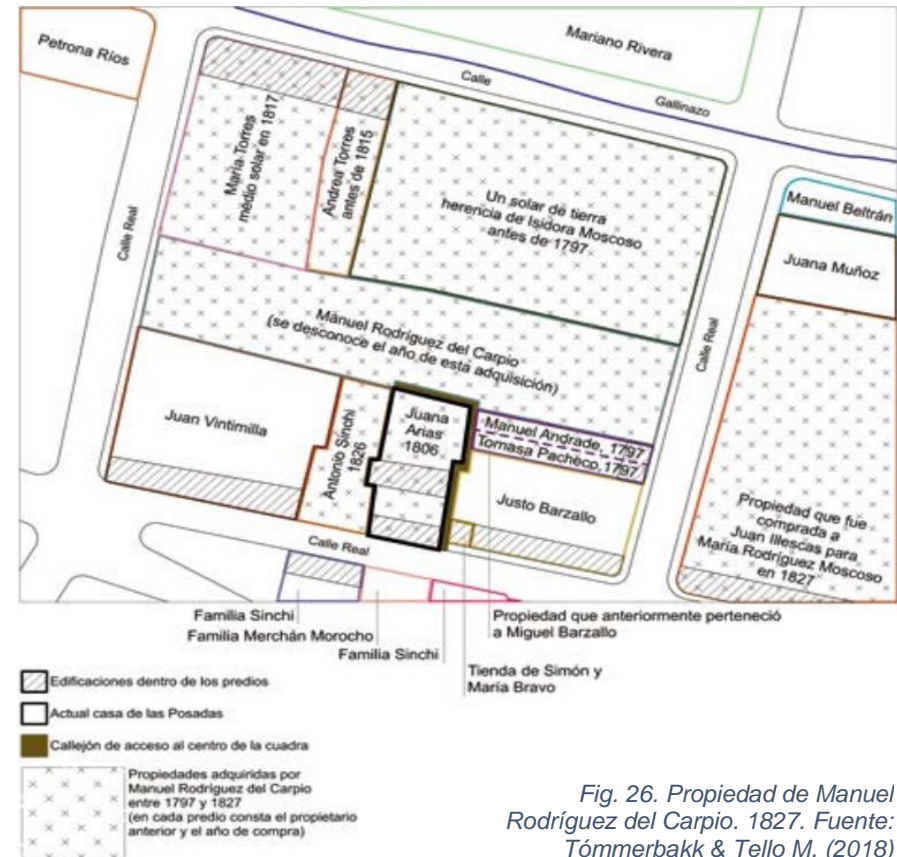 Petrona Ríos
Mariano Rivera
Calle
Gallinazo
María Torres
medio solar en 1817
Andrea Torres
antes de 1815
Un solar de tierra
herencia de Isidora Moscoso
antes de 1797
Manuel Beltrán
Juana Muñoz
Calle Real
Calle Real
Manuel Rodríguez del Carpio
(se desconoce el año de esta adquisición)
Juan Vintimilla
Antonio Sinchi
1826
Juana
Arias
1806
Manuel Andrade, 1797
Tomasa Pacheco, 1797
Justo Barzallo
Propiedad que fue
comprada a
Juan Illescas para
María Rodríguez Moscoso
en 1827
Calle Real
Familia Sinchi
Familia Merchán Morocho
Familia Sinchi
Propiedad que anteriormente perteneció
a Miguel Barzallo
Tienda de Simón y
María Bravo
Edificaciones dentro de los predios
Actual casa de las Posadas
Callejón de acceso al centro de la cuadra
Propiedades adquiridas por
Manuel Rodríguez del Carpio
entre 1797 y 1827
(en cada predio consta el propietario
anterior y el año de compra)
Fig. 26. Propiedad de Manuel
Rodríguez del Carpio. 1827. Fuente:
Tómmerbakk & Tello M. (2018)